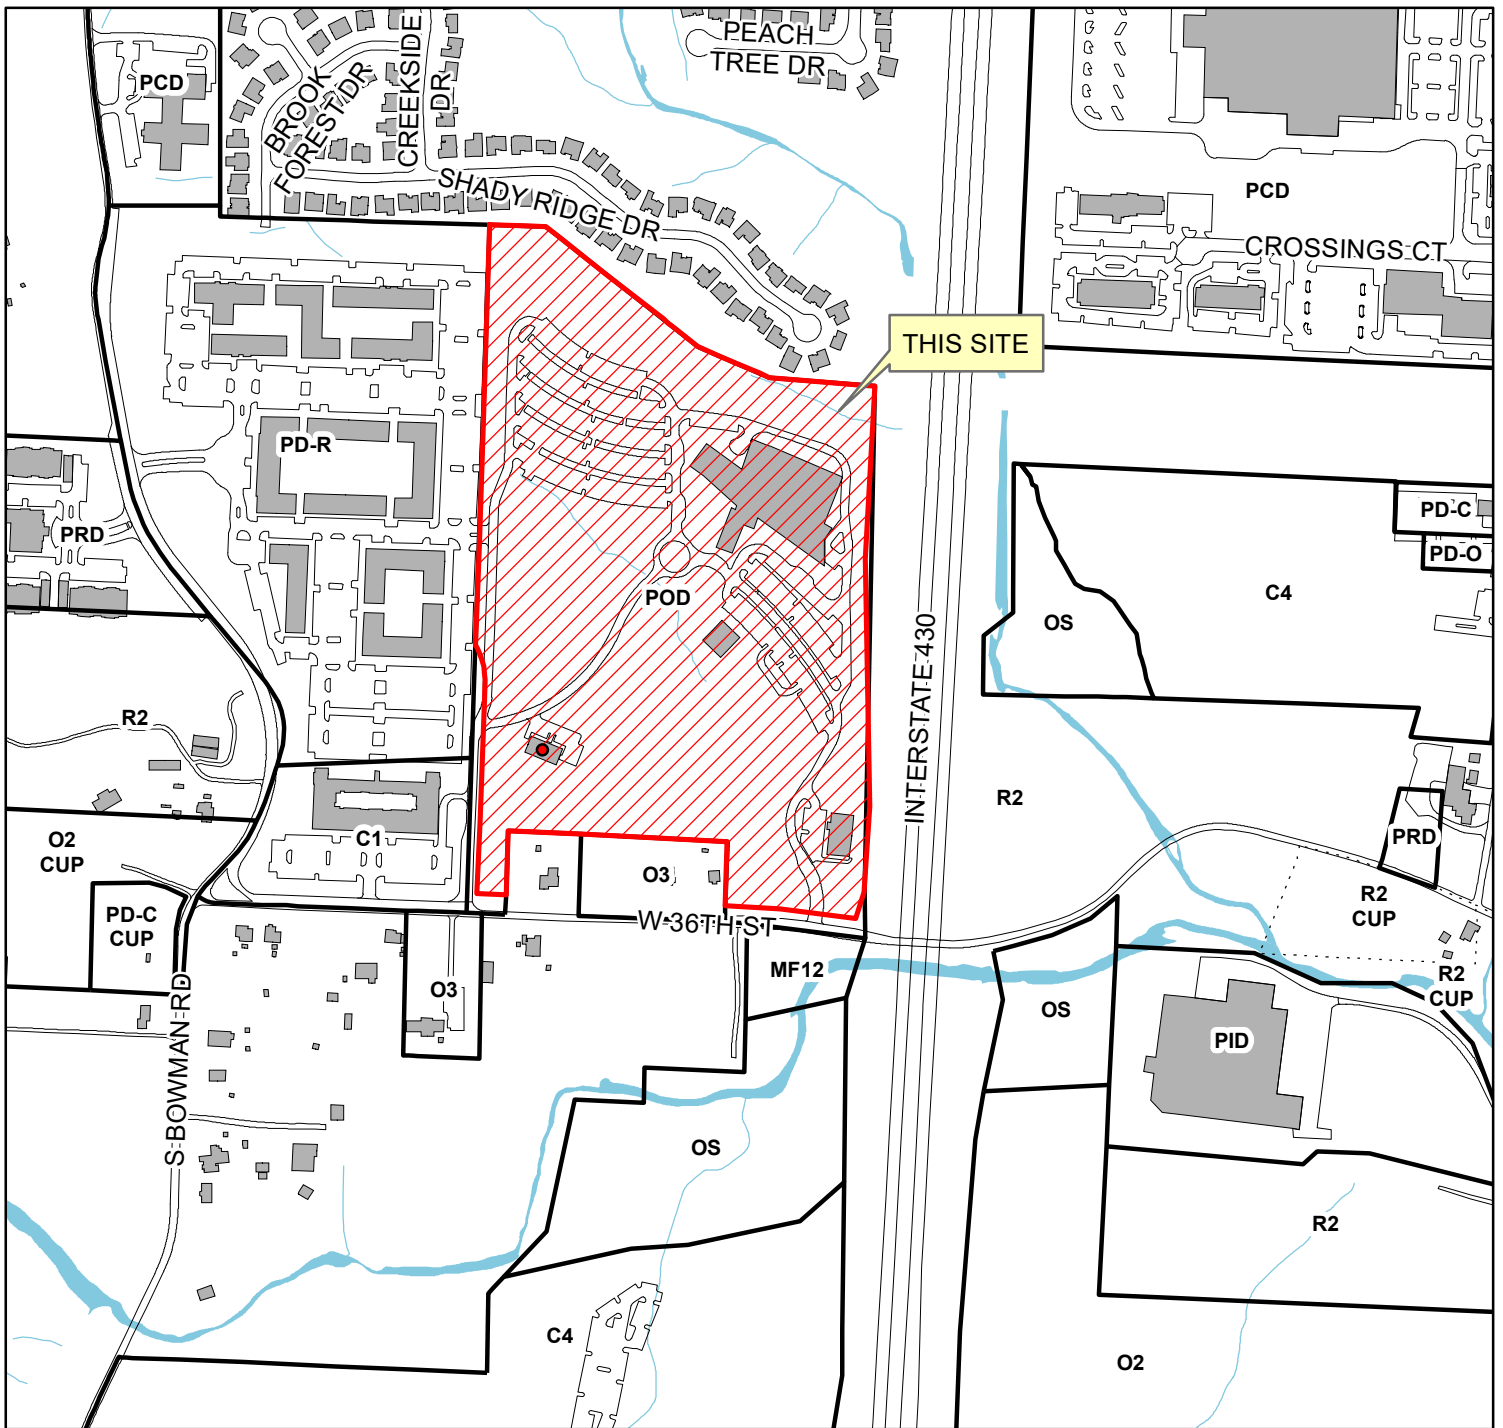 PEACH
TREE DR
CREEKSIDE
DR
BROOK
FOREST DR
PCD
SHADY RIDGE DR
PCD
CROSSINGS CT
THIS SITE
PD-R
PRD
PD-C
PD-O
C4
OS
POD
INTERSTATE 430
R2
R2
C1
O2
CUP
O3
PRD
R2
CUP
PD-C
CUP
W 36TH ST
MF12
O3
OS
R2
CUP
PID
S BOWMAN RD
OS
R2
C4
O2